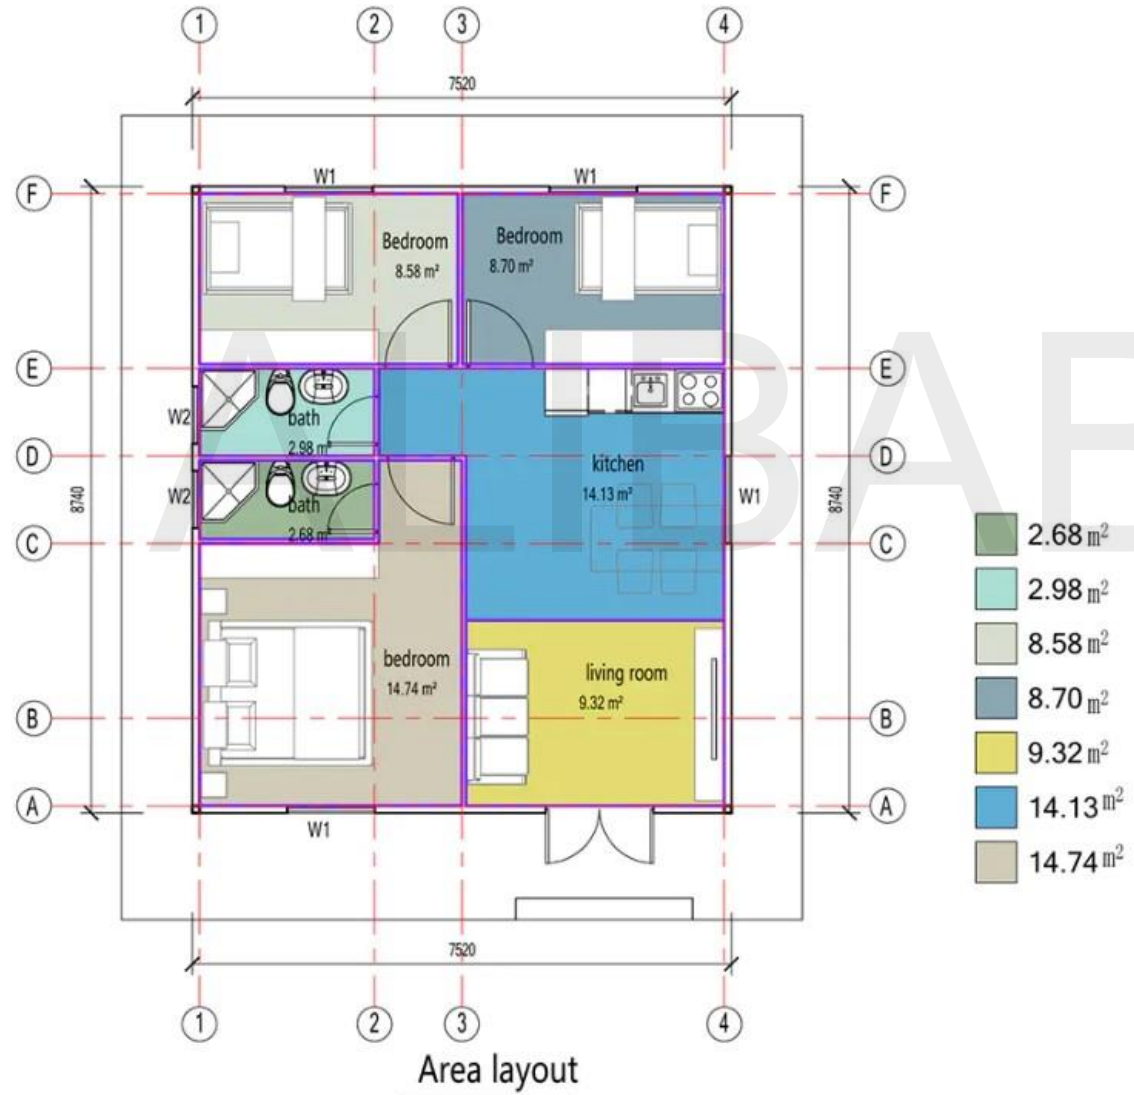 1 2 3 4
7520
F F
W1 W1
Bedroom
8.58 m²
Bedroom
8.70 m²
E E
ALIBAE
W2
bath
2.98 m²
D D
kitchen
14.13 m²
8740
8740
W2
bath
2.68 m²
W1
C C
bedroom
14.74 m²
living room
9.32 m²
B B
A A
W1
2.68 m²
2.98 m²
8.58 m²
8.70 m²
9.32 m²
14.13 m²
14.74 m²
7520
1 2 3 4
Area layout